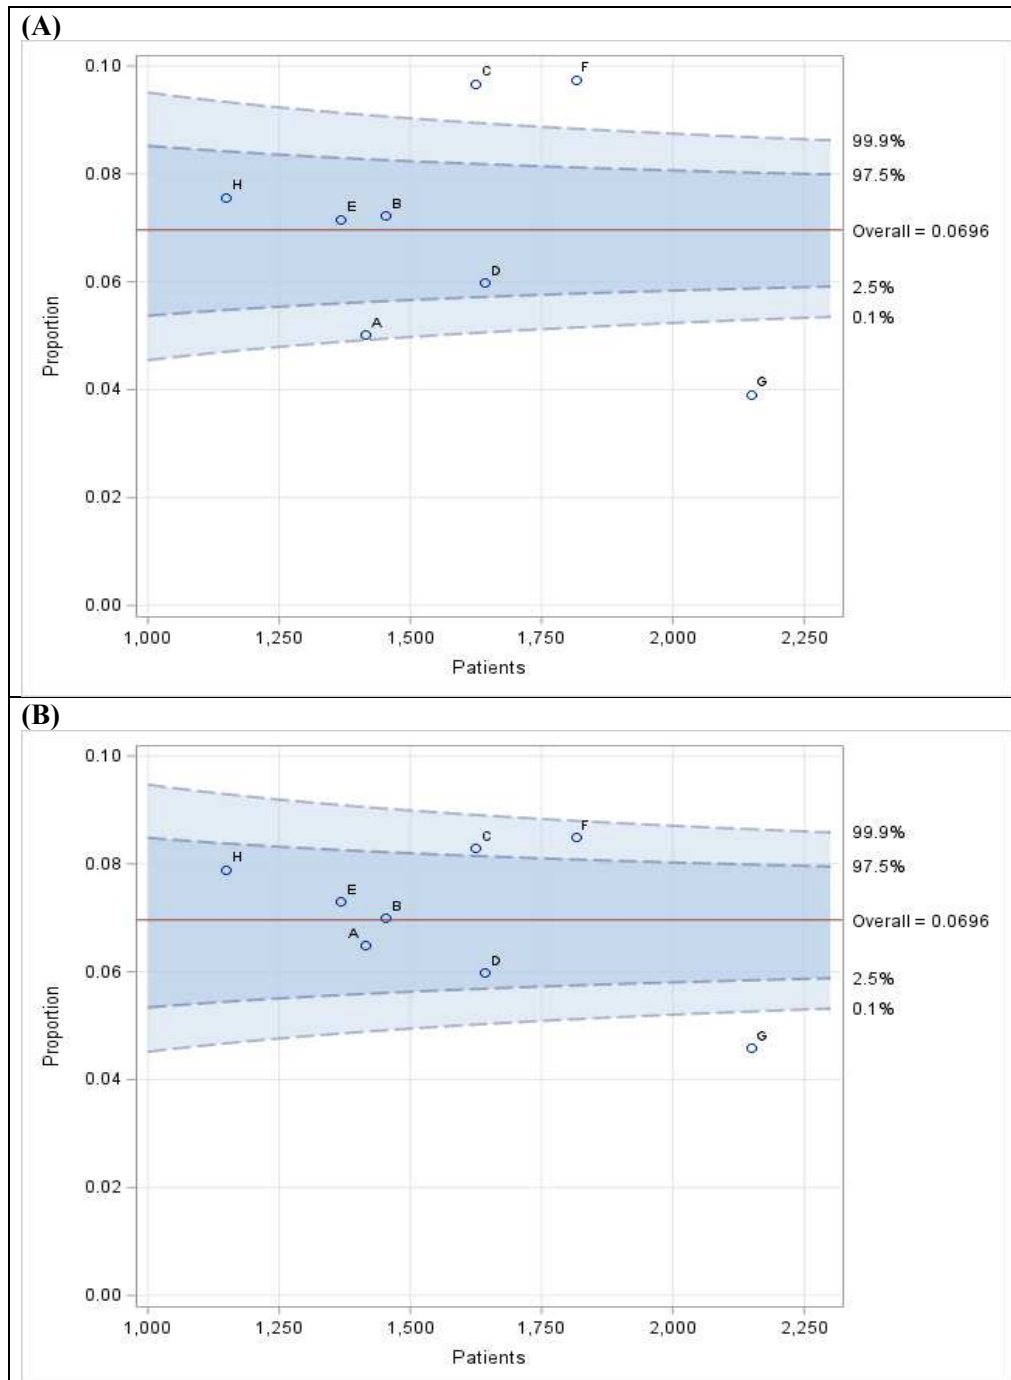 (A)
0.10
0.08
0.06
0.04
0.02
0.00
Proportion
C
F
H
E
B
D
A
G
99.9%
97.5%
Overall = 0.0696
2.5%
0.1%
1,000 1,250 1,500 1,750 2,000 2,250
Patients
(B)
0.10
0.08
0.06
0.04
0.02
0.00
Proportion
F
C
H
E
B
A
D
G
99.9%
97.5%
Overall = 0.0696
2.5%
0.1%
1,000 1,250 1,500 1,750 2,000 2,250
Patients